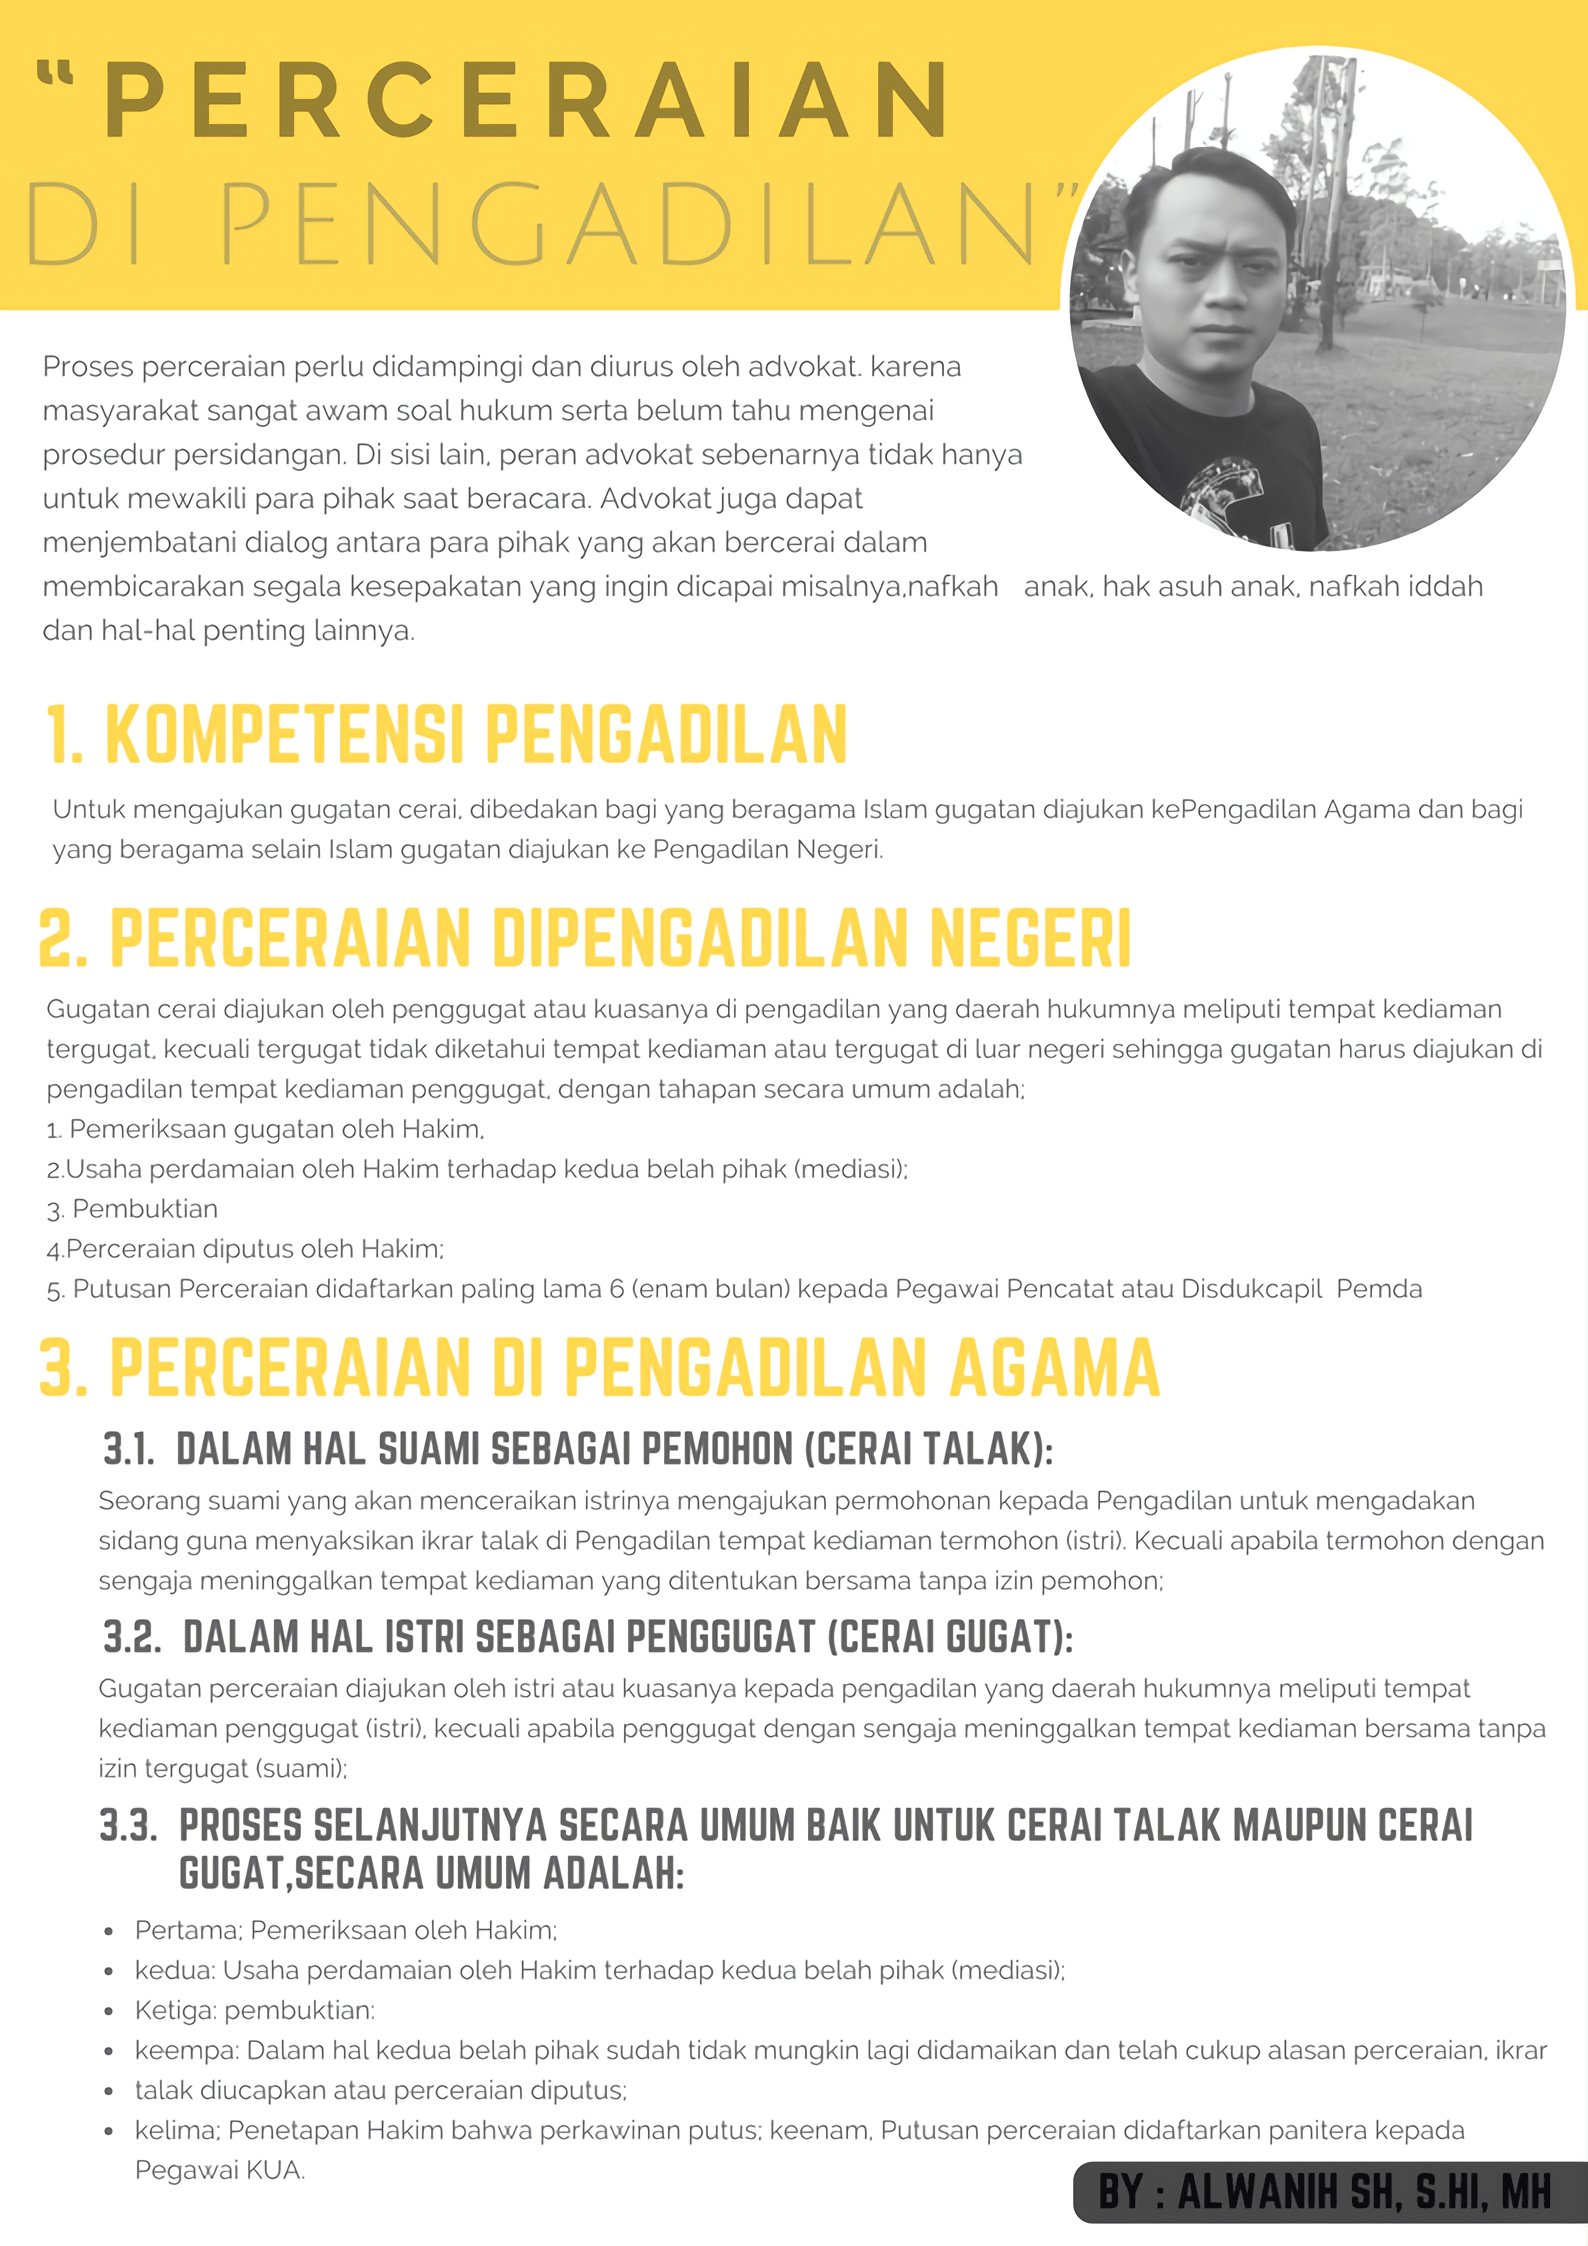 “PERCERAIAN
DI PENGADILAN”
Proses perceraian perlu didampingi dan diurus oleh advokat. karena
masyarakat sangat awam soal hukum serta belum tahu mengenai
prosedur persidangan. Di sisi lain, peran advokat sebenarnya tidak hanya
untuk mewakili para pihak saat beracara. Advokat juga dapat
menjembatani dialog antara para pihak yang akan bercerai dalam
membicarakan segala kesepakatan yang ingin dicapai misalnya,nafkah anak, hak asuh anak, nafkah iddah
dan hal-hal penting lainnya.
1. KOMPETENSI PENGADILAN
Untuk mengajukan gugatan cerai, dibedakan bagi yang beragama Islam gugatan diajukan kePengadilan Agama dan bagi
yang beragama selain Islam gugatan diajukan ke Pengadilan Negeri.
2. PERCERAIAN DIPENGADILAN NEGERI
Gugatan cerai diajukan oleh penggugat atau kuasanya di pengadilan yang daerah hukumnya meliputi tempat kediaman
tergugat, kecuali tergugat tidak diketahui tempat kediaman atau tergugat di luar negeri sehingga gugatan harus diajukan di
pengadilan tempat kediaman penggugat, dengan tahapan secara umum adalah;
1. Pemeriksaan gugatan oleh Hakim,
2.Usaha perdamaian oleh Hakim terhadap kedua belah pihak (mediasi);
3. Pembuktian
4.Perceraian diputus oleh Hakim;
5. Putusan Perceraian didaftarkan paling lama 6 (enam bulan) kepada Pegawai Pencatat atau Disdukcapil Pemda
3. PERCERAIAN DI PENGADILAN AGAMA
3.1. DALAM HAL SUAMI SEBAGAI PEMOHON (CERAI TALAK):
Seorang suami yang akan menceraikan istrinya mengajukan permohonan kepada Pengadilan untuk mengadakan
sidang guna menyaksikan ikrar talak di Pengadilan tempat kediaman termohon (istri). Kecuali apabila termohon dengan
sengaja meninggalkan tempat kediaman yang ditentukan bersama tanpa izin pemohon;
3.2. DALAM HAL ISTRI SEBAGAI PENGGUGAT (CERAI GUGAT):
Gugatan perceraian diajukan oleh istri atau kuasanya kepada pengadilan yang daerah hukumnya meliputi tempat
kediaman penggugat (istri), kecuali apabila penggugat dengan sengaja meninggalkan tempat kediaman bersama tanpa
izin tergugat (suami);
3.3. PROSES SELANJUTNYA SECARA UMUM BAIK UNTUK CERAI TALAK MAUPUN CERAI
GUGAT,SECARA UMUM ADALAH:
• Pertama; Pemeriksaan oleh Hakim;
• kedua: Usaha perdamaian oleh Hakim terhadap kedua belah pihak (mediasi);
• Ketiga: pembuktian:
• keempa: Dalam hal kedua belah pihak sudah tidak mungkin lagi didamaikan dan telah cukup alasan perceraian, ikrar
• talak diucapkan atau perceraian diputus;
• kelima; Penetapan Hakim bahwa perkawinan putus; keenam, Putusan perceraian didaftarkan panitera kepada
Pegawai KUA.
BY : ALWANIH SH, S.HI, MH